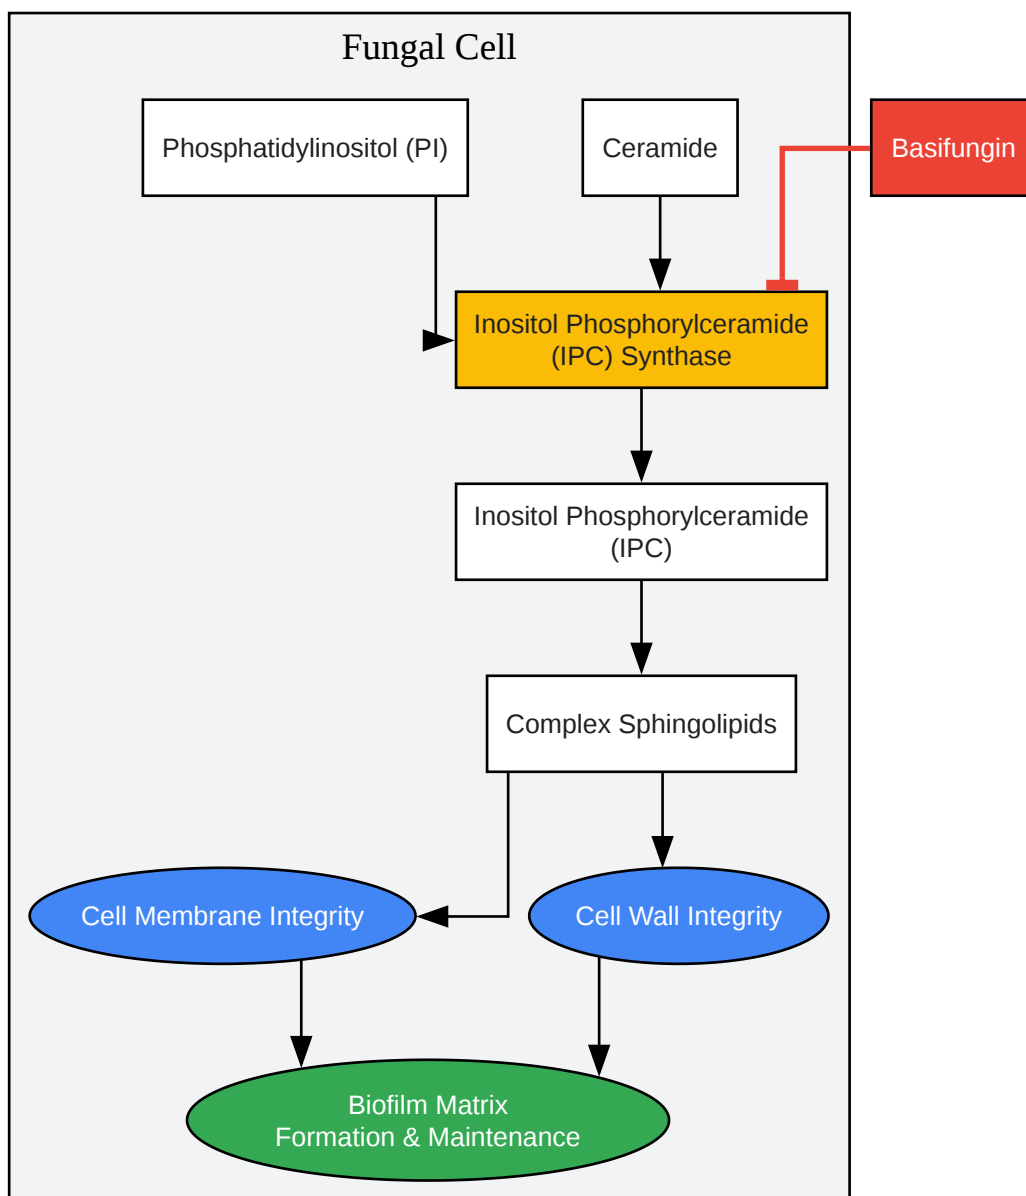 Fungal Cell
Phosphatidylinositol (PI)
Ceramide
Basifungin
Inositol Phosphorylceramide
(IPC) Synthase
Inositol Phosphorylceramide
(IPC)
Complex Sphingolipids
Cell Membrane Integrity
Cell Wall Integrity
Biofilm Matrix
Formation & Maintenance